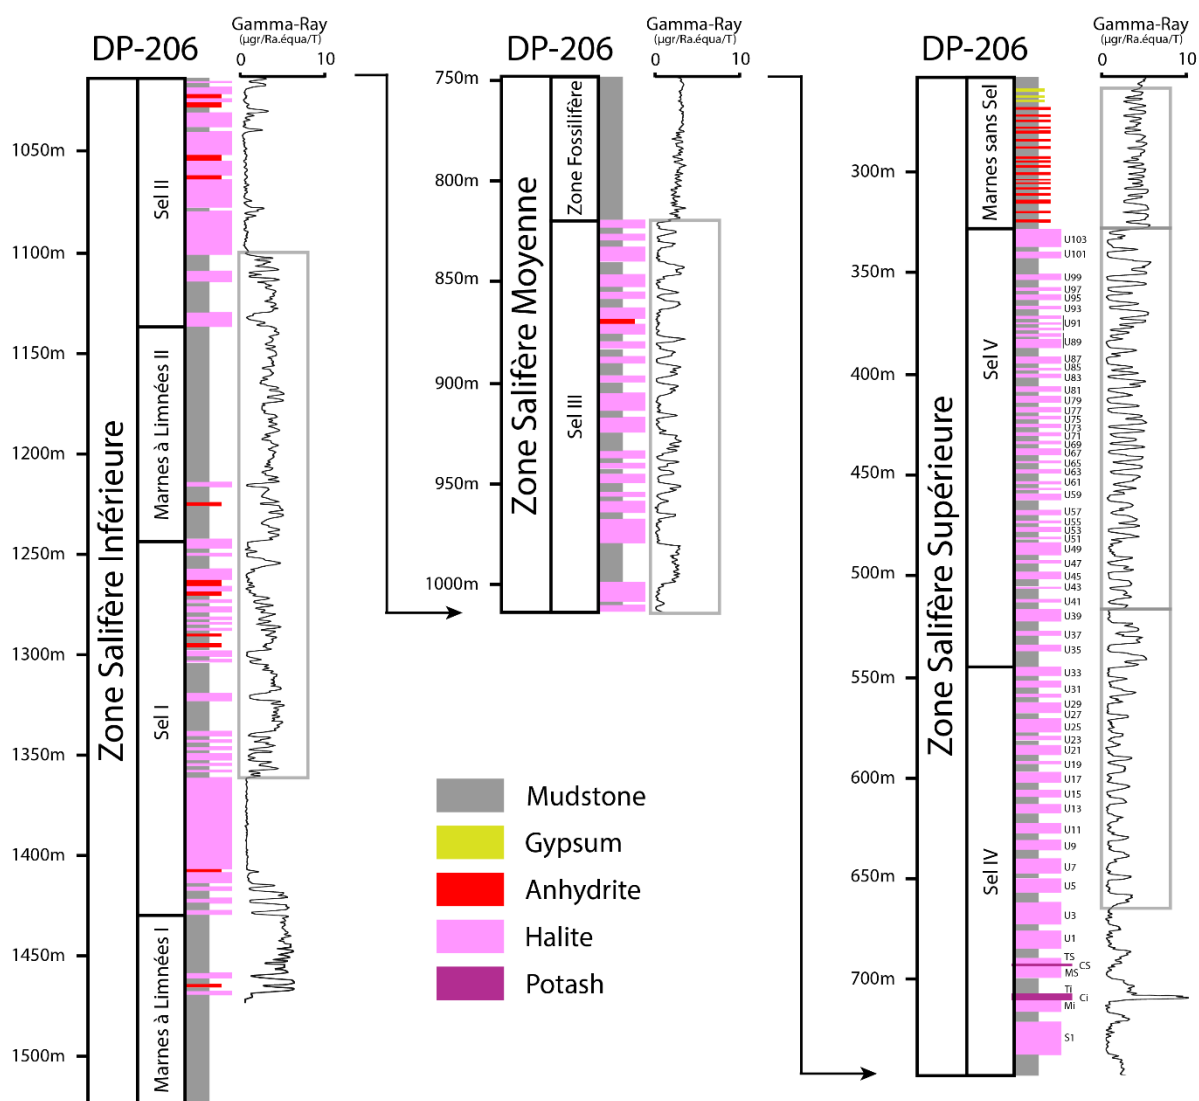 DP-206
Gamma-Ray
(µgr/Ra.équa/T)
0
10
1050m
1100m
1150m
1200m
1250m
1300m
1350m
1400m
1450m
1500m
Zone Salifère Inférieure
Sel II
Marnes à Limnées II
Sel I
Marnes à Limnées I
DP-206
Gamma-Ray
(µgr/Ra.équa/T)
0
10
750m
800m
850m
900m
950m
1000m
Zone Salifère Moyenne
Zone Fossilifère
Sel III
Mudstone
Gypsum
Anhydrite
Halite
Potash
DP-206
Gamma-Ray
(µgr/Ra.équa/T)
0
10
300m
350m
400m
450m
500m
550m
600m
650m
700m
Zone Salifère Supérieure
Marnes sans Sel
Sel V
Sel IV
U103
U101
U99
U97
U95
U93
U91
U89
U87
U85
U83
U81
U79
U77
U75
U73
U71
U69
U67
U65
U63
U61
U59
U57
U55
U53
U51
U49
U47
U45
U43
U41
U39
U37
U35
U33
U31
U29
U27
U25
U23
U21
U19
U17
U15
U13
U11
U9
U7
U5
U3
U1
TS
CS
MS
Ti
Ci
Mi
S1